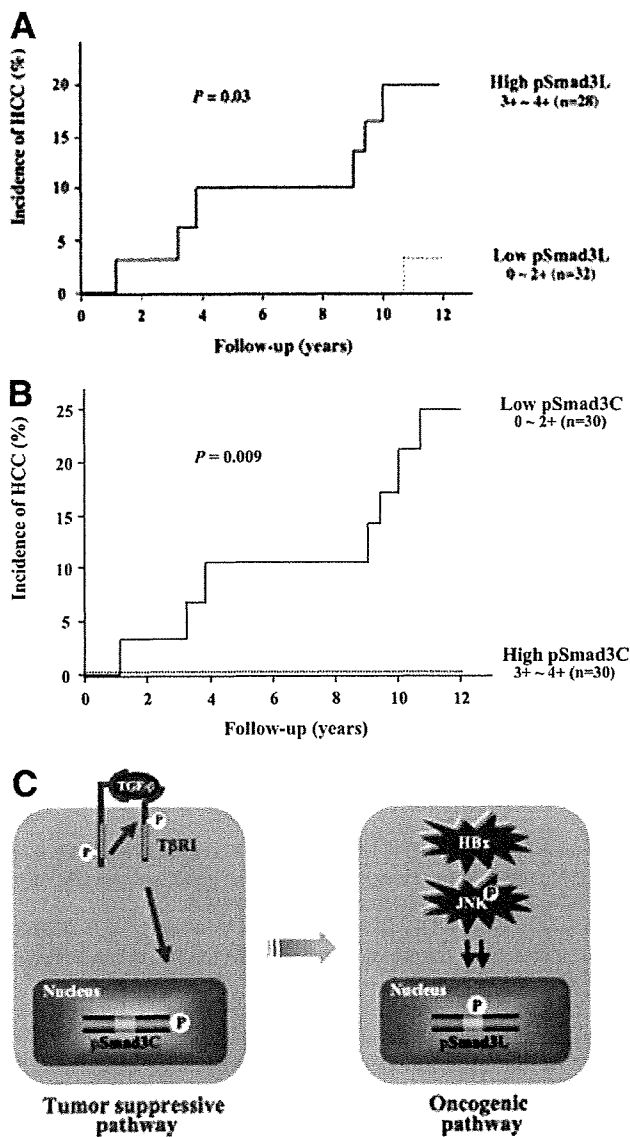 A
Incidence of HCC (%)
20
15
10
5
0
P = 0.03
High pSmad3L
3+ ~ 4+ (n=28)
Low pSmad3L
0 ~ 2+ (n=32)
0 2 4 6 8 10 12
Follow-up (years)
B
Incidence of HCC (%)
25
20
15
10
5
0
P = 0.009
Low pSmad3C
0 ~ 2+ (n=30)
High pSmad3C
3+ ~ 4+ (n=30)
0 2 4 6 8 10 12
Follow-up (years)
C
TGFβ
P
P
TβRI
Nucleus
P
pSmad3C
Tumor suppressive
pathway
HBx
JNK P
Nucleus
P
pSmad3L
Oncogenic
pathway